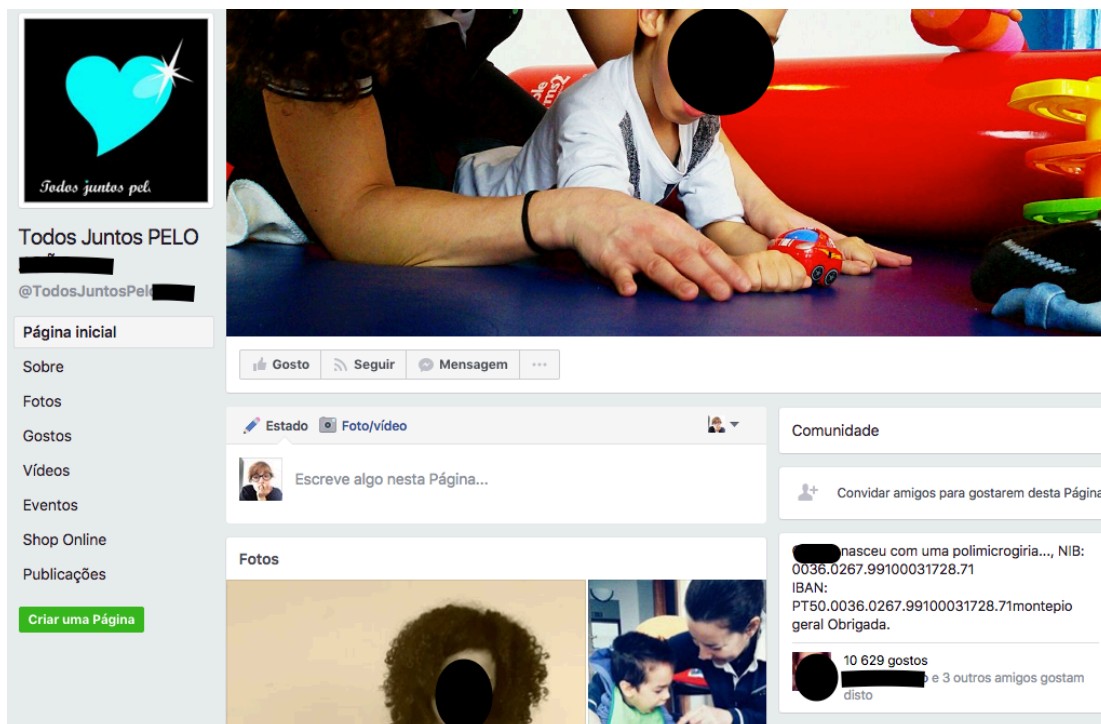 Todos juntos pel
Todos Juntos PELO
@TodosJuntosPelo
Página inicial
Sobre
Fotos
Gostos
Vídeos
Eventos
Shop Online
Publicações
Criar uma Página
Gosto
Seguir
Mensagem
Estado
Foto/vídeo
Escreve algo nesta Página...
Fotos
Comunidade
Convidar amigos para gostarem desta Página
nasceu com uma polimicrogiria..., NIB:
0036.0267.99100031728.71
IBAN:
PT50.0036.0267.99100031728.71montepio
geral Obrigada.
10 629 gostos
e 3 outros amigos gostam
disto